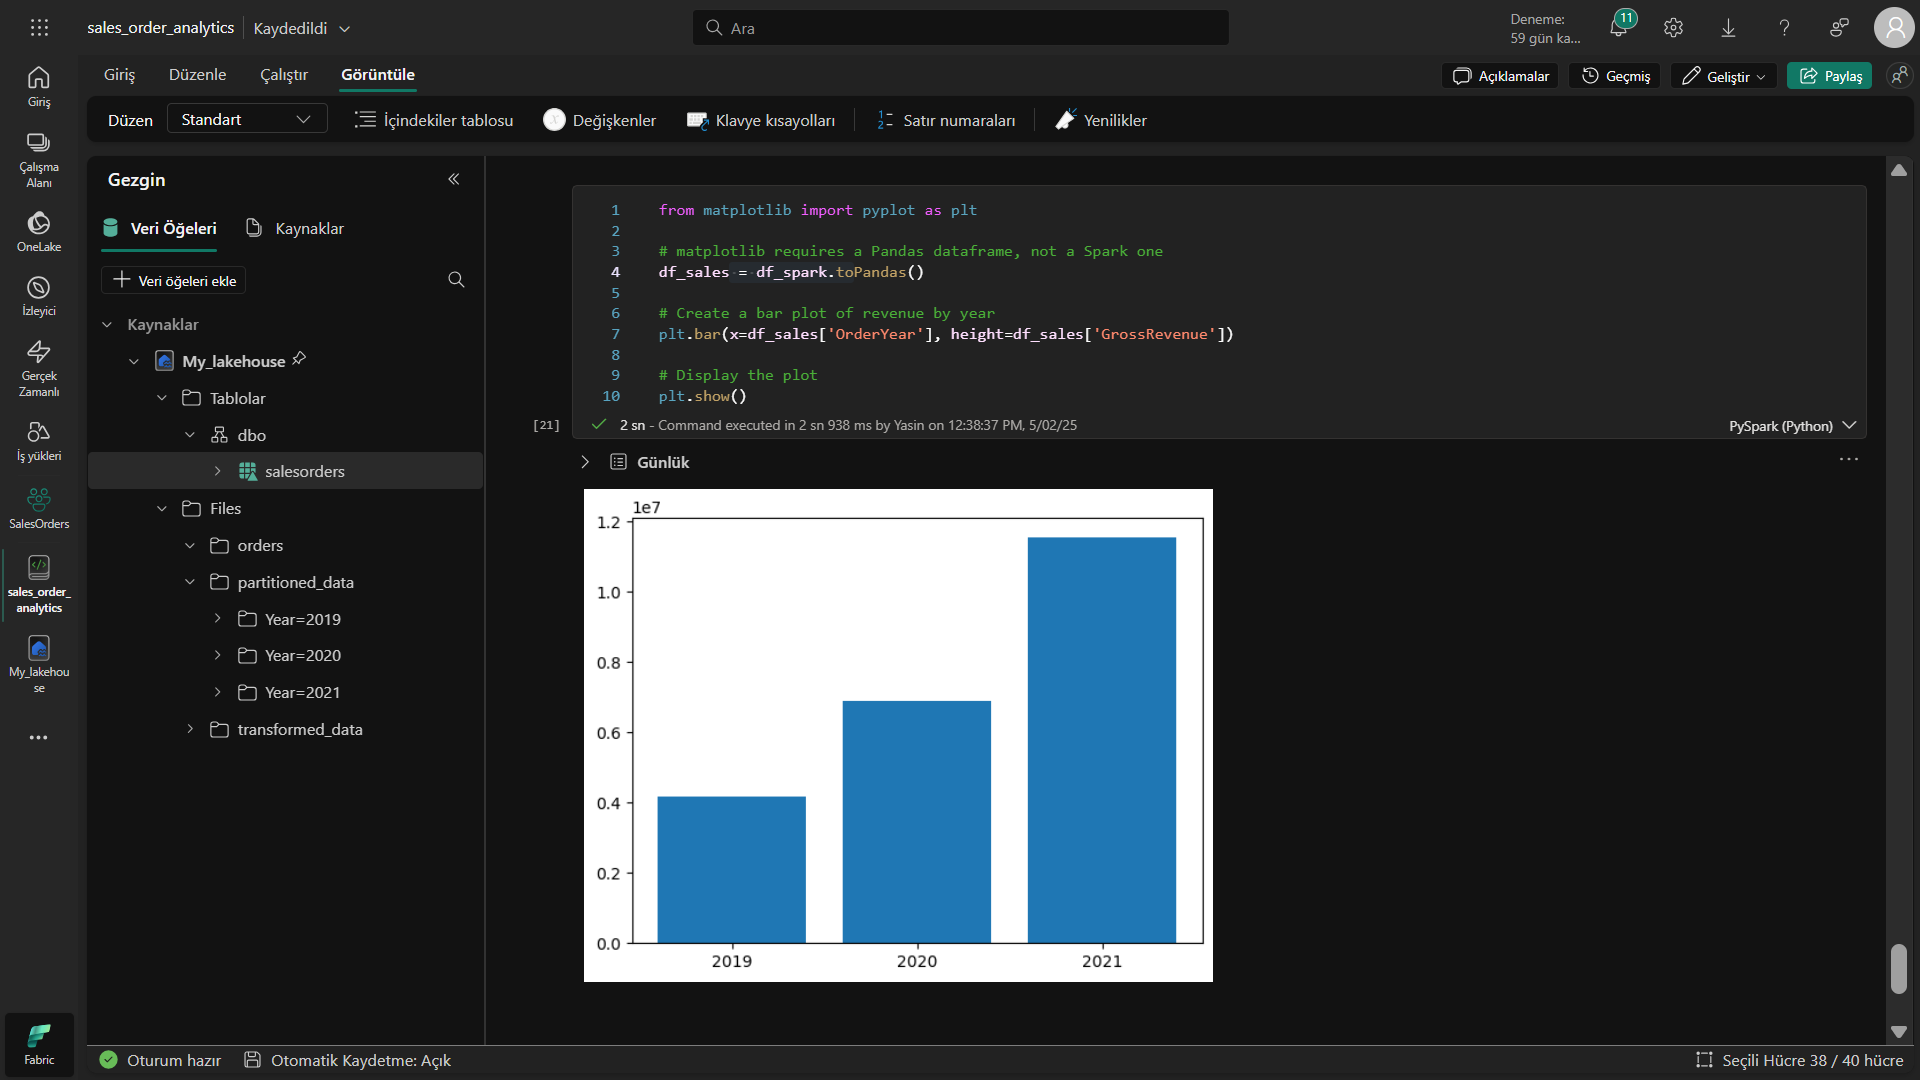 sales_order_analytics
Kaydedildi
Ara
Deneme:
59 gün ka...
11
Giriş
Düzenle
Çalıştır
Görüntüle
Açıklamalar
Geçmiş
Geliştir
Paylaş
Düzen
Standart
İçindekiler tablosu
Değişkenler
Klavye kısayolları
Satır numaraları
Yenilikler
Giriş
Çalışma
Alanı
OneLake
İzleyici
Gerçek
Zamanlı
İş yükleri
SalesOrders
sales_order_
analytics
My_lakehou
se
Fabric
Gezgin
Veri Öğeleri
Kaynaklar
Veri öğeleri ekle
Kaynaklar
My_lakehouse
Tablolar
dbo
salesorders
Files
orders
partitioned_data
Year=2019
Year=2020
Year=2021
transformed_data
1 from matplotlib import pyplot as plt
2
3 # matplotlib requires a Pandas dataframe, not a Spark one
4 df_sales = df_spark.toPandas()
5
6 # Create a bar plot of revenue by year
7 plt.bar(x=df_sales['OrderYear'], height=df_sales['GrossRevenue'])
8
9 # Display the plot
10 plt.show()
[21]
2 sn - Command executed in 2 sn 938 ms by Yasin on 12:38:37 PM, 5/02/25
PySpark (Python)
Günlük
1e7
1.2
1.0
0.8
0.6
0.4
0.2
0.0
2019
2020
2021
Oturum hazır
Otomatik Kaydetme: Açık
Seçili Hücre 38 / 40 hücre